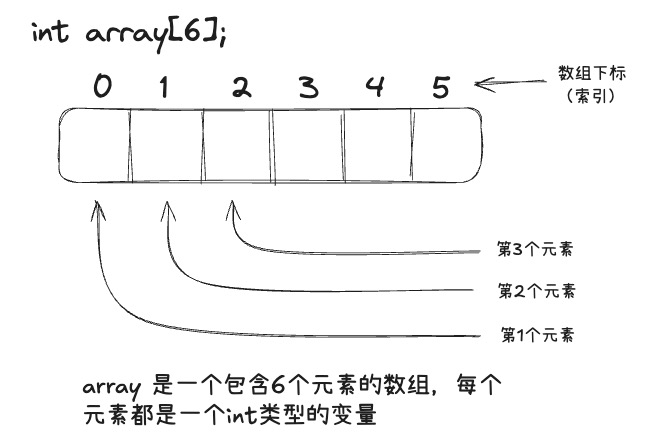 int array[6];
0 1 2 3 4 5
数组下标
（索引）
第3个元素
第2个元素
第1个元素
array 是一个包含6个元素的数组，每个
元素都是一个int类型的变量